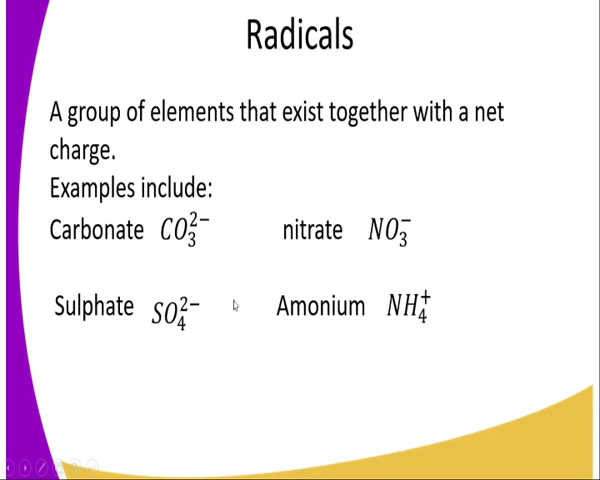 Radicals
A group of elements that exist together with a net
charge.
Examples include:
Carbonate CO₃²⁻ nitrate NO₃⁻
Sulphate SO₄²⁻ Amonium NH₄⁺